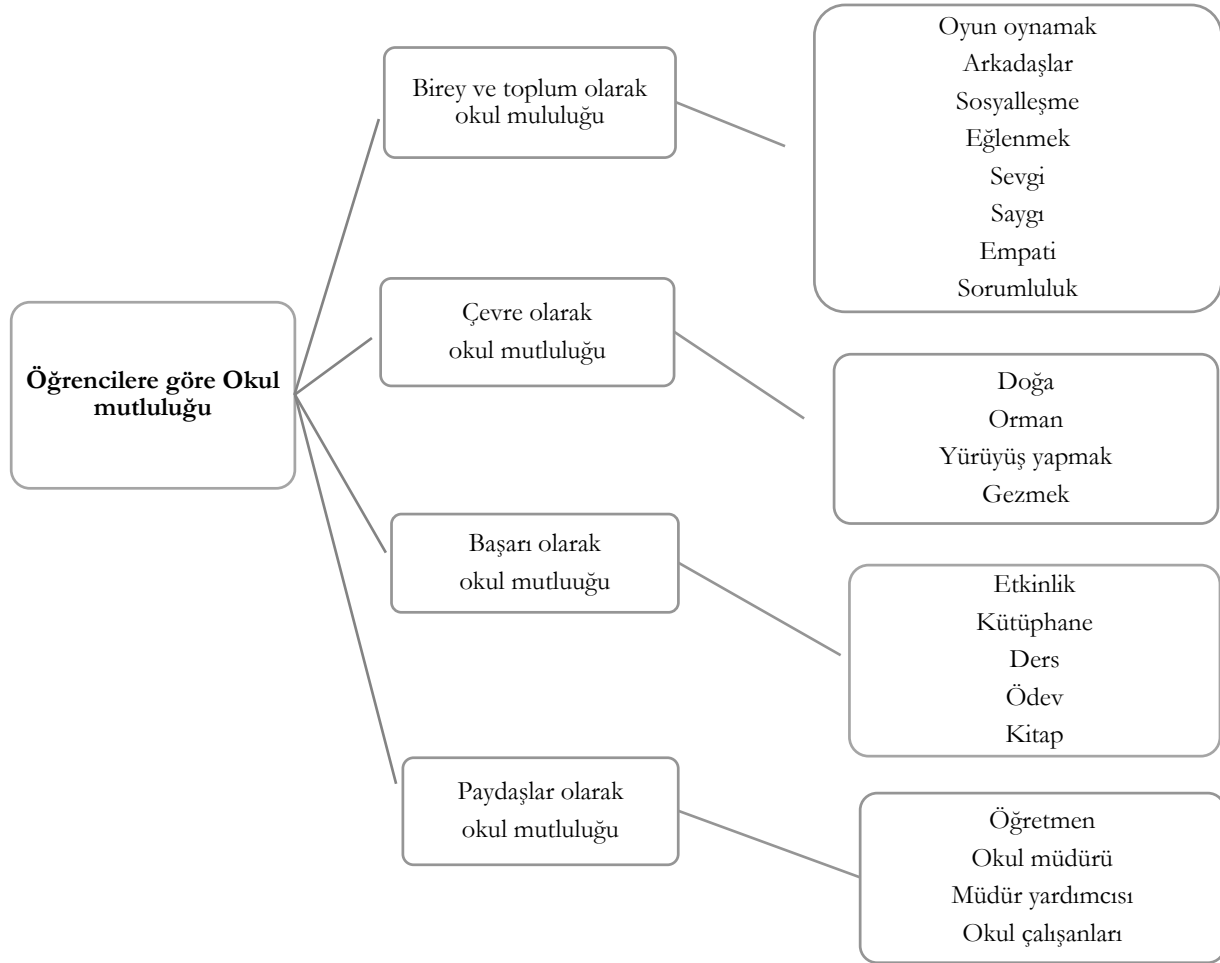 Öğrencilere göre Okul
mutluluğu
Birey ve toplum olarak
okul mululuğu
Oyun oynamak
Arkadaşlar
Sosyalleşme
Eğlenmek
Sevgi
Saygı
Empati
Sorumluluk
Çevre olarak
okul mutluluğu
Doğa
Orman
Yürüyüş yapmak
Gezmek
Başarı olarak
okul mutluuğu
Etkinlik
Kütüphane
Ders
Ödev
Kitap
Paydaşlar olarak
okul mutluluğu
Öğretmen
Okul müdürü
Müdür yardımcısı
Okul çalışanları